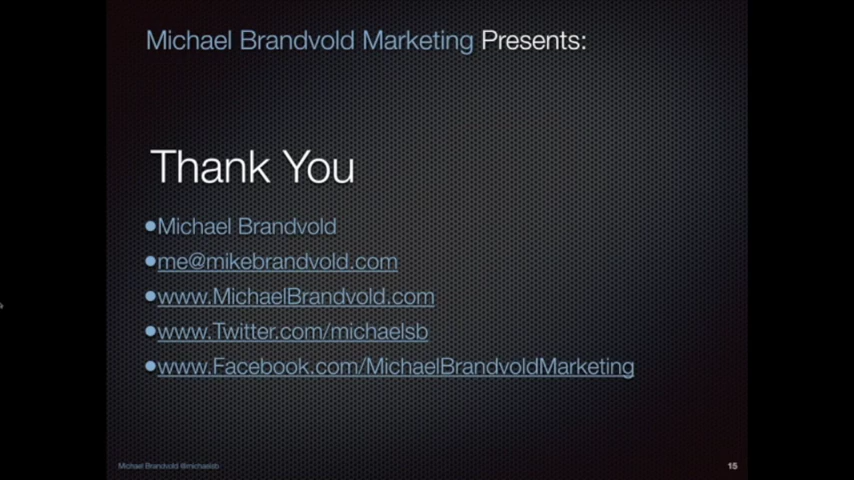 Michael Brandvold Marketing Presents:
Thank You
•Michael Brandvold
•me@mikebrandvold.com
•www.MichaelBrandvold.com
•www.Twitter.com/michaelsb
•www.Facebook.com/MichaelBrandvoldMarketing
Michael Brandvold @michaelsb
15